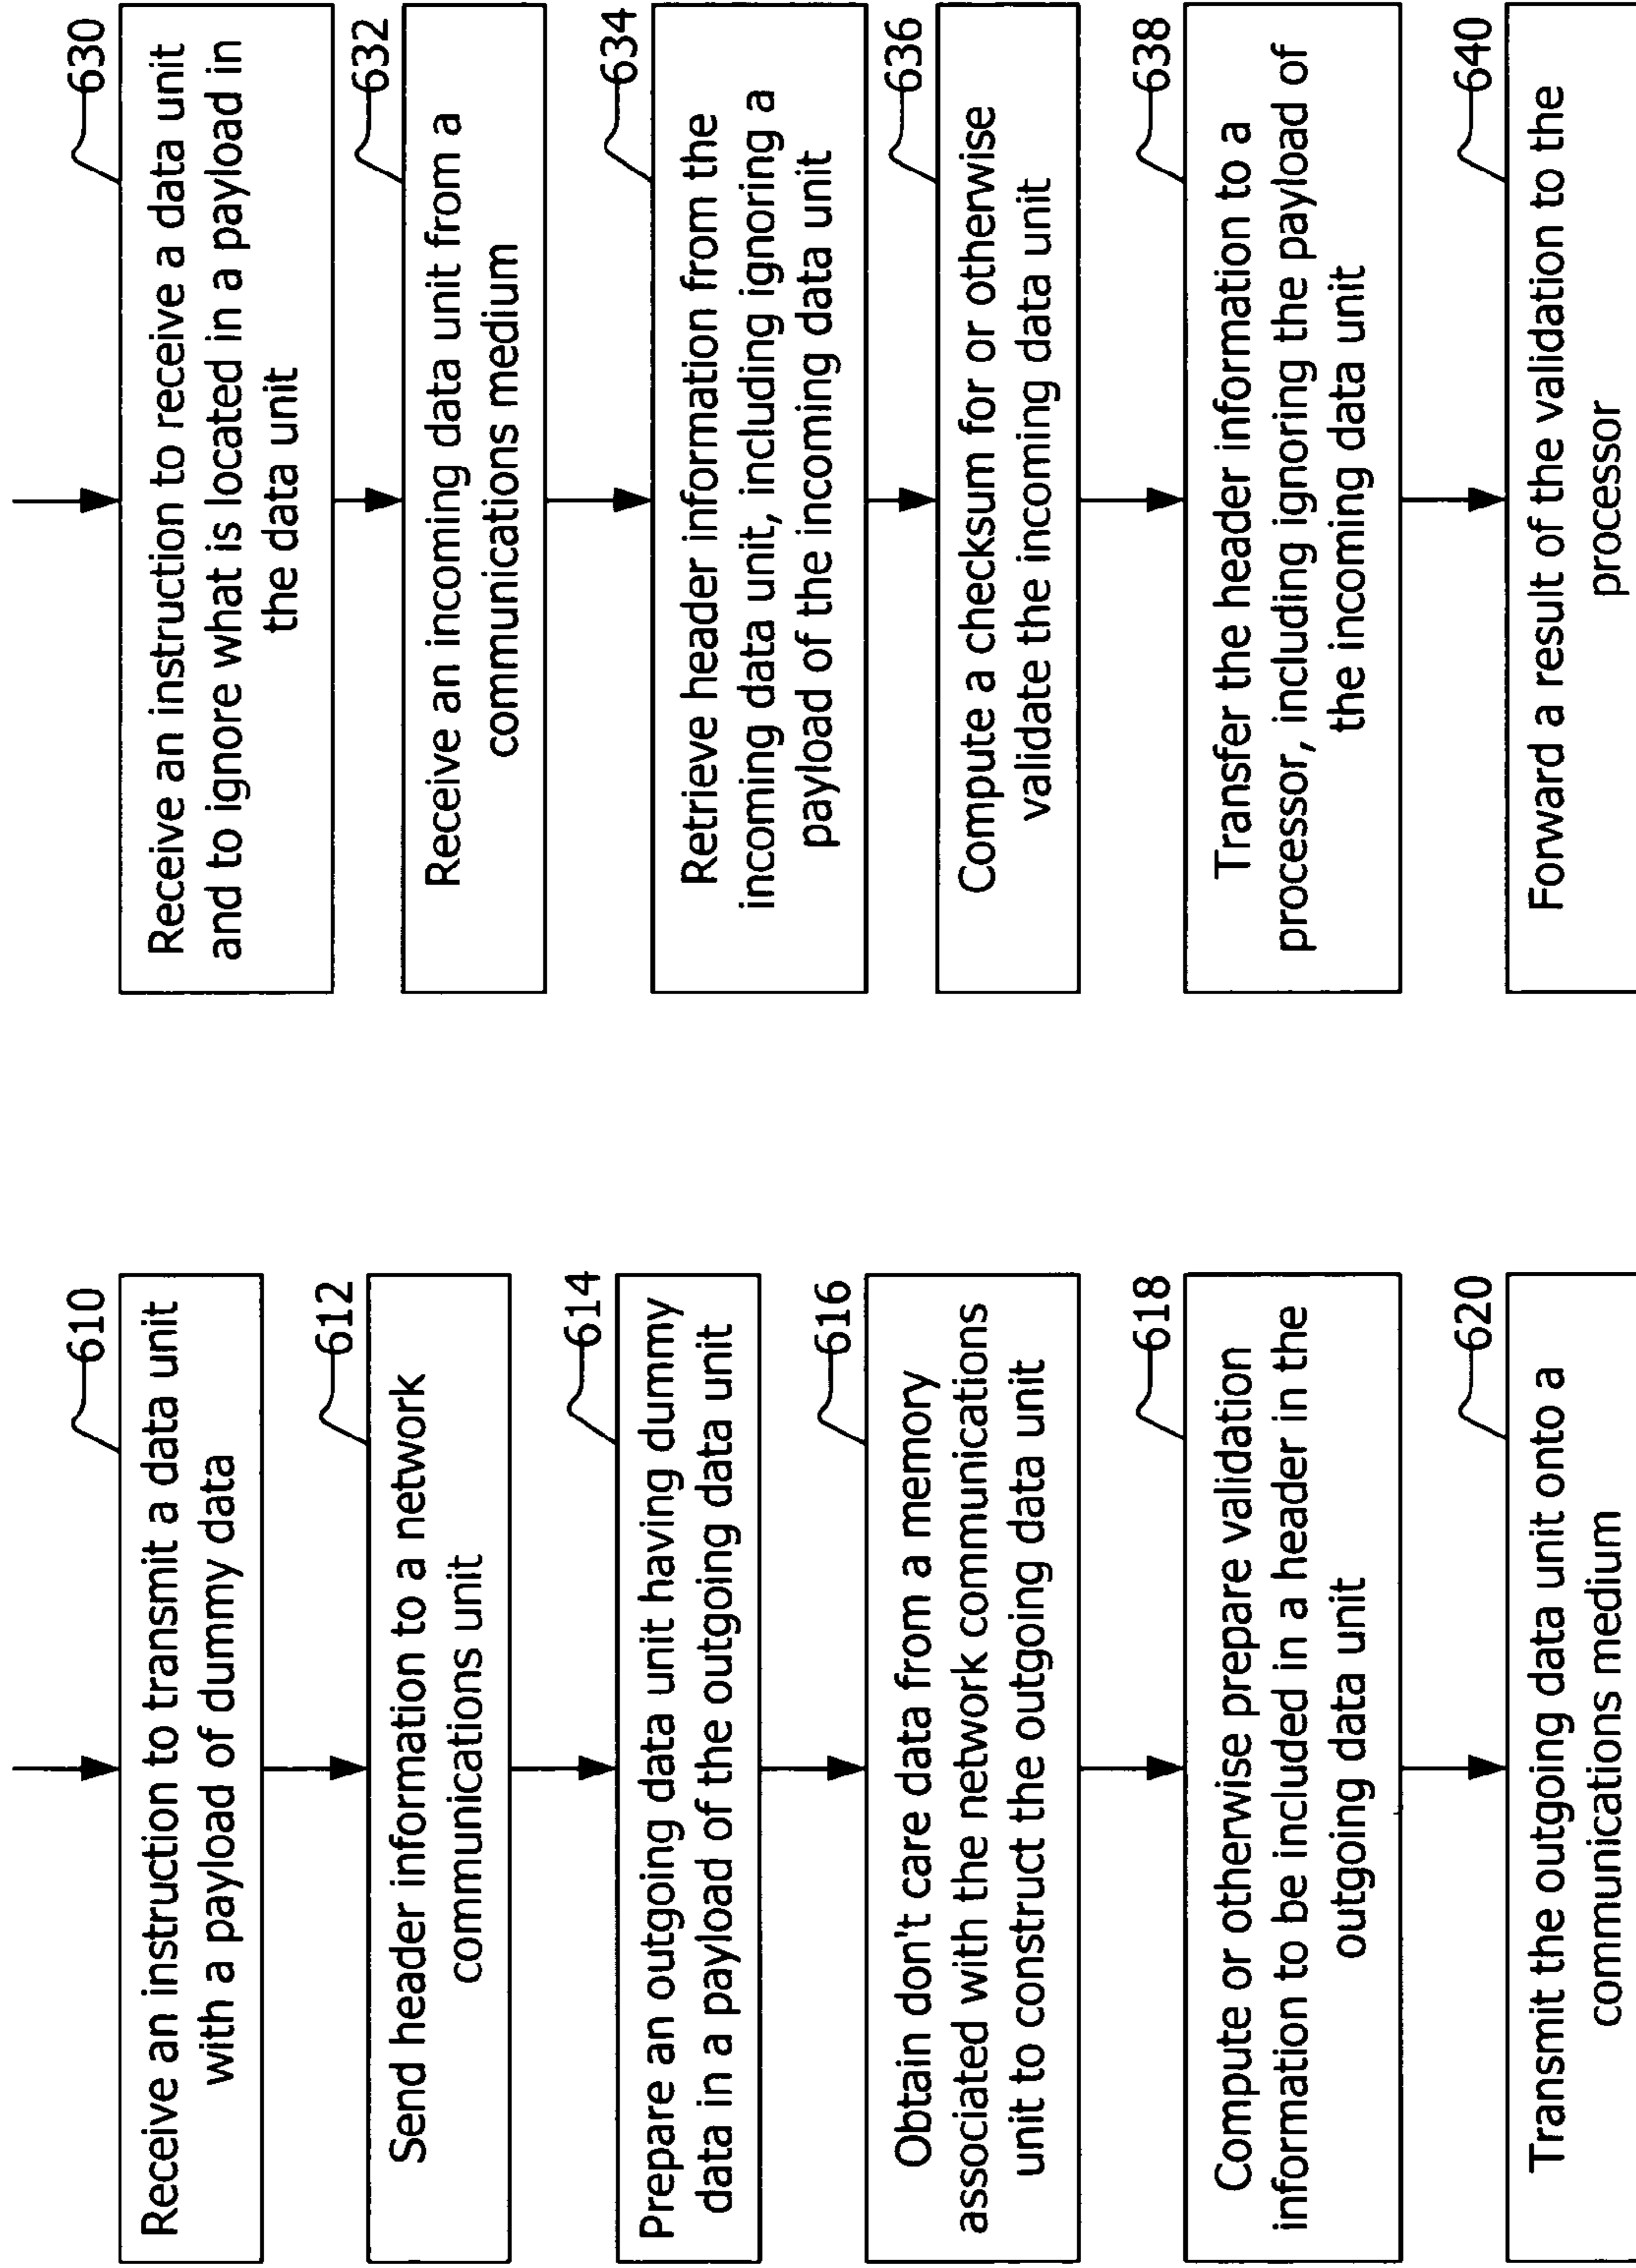 610
Receive an instruction to transmit a data unit
with a payload of dummy data
612
Send header information to a network
communications unit
614
Prepare an outgoing data unit having dummy
data in a payload of the outgoing data unit
616
Obtain don't care data from a memory
associated with the network communications
unit to construct the outgoing data unit
618
Compute or otherwise prepare validation
information to be included in a header in the
outgoing data unit
620
Transmit the outgoing data unit onto a
communications medium
630
Receive an instruction to receive a data unit
and to ignore what is located in a payload in
the data unit
632
Receive an incoming data unit from a
communications medium
634
Retrieve header information from the
incoming data unit, including ignoring a
payload of the incoming data unit
636
Compute a checksum for or otherwise
validate the incoming data unit
638
Transfer the header information to a
processor, including ignoring the payload of
the incoming data unit
640
Forward a result of the validation to the
processor